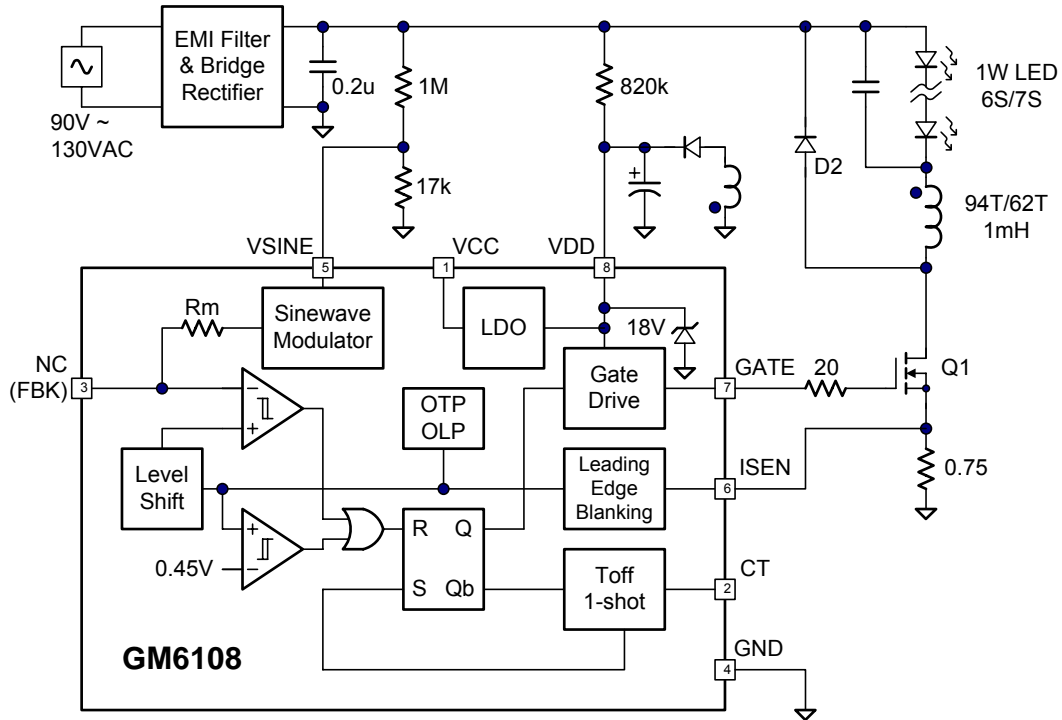 EMI Filter
& Bridge
Rectifier
0.2u
1M
820k
1W LED
6S/7S
90V ~
130VAC
17k
+
D2
94T/62T
1mH
VSINE
VCC
VDD
5
1
8
Rm
Sinewave
Modulator
LDO
18V
NC
(FBK)
3
Gate
Drive
GATE
7
20
Q1
−
+
OTP
OLP
Level
Shift
Leading
Edge
Blanking
ISEN
6
0.75
+
−
0.45V
R
Q
S
Qb
Toff
1-shot
CT
2
GM6108
GND
4